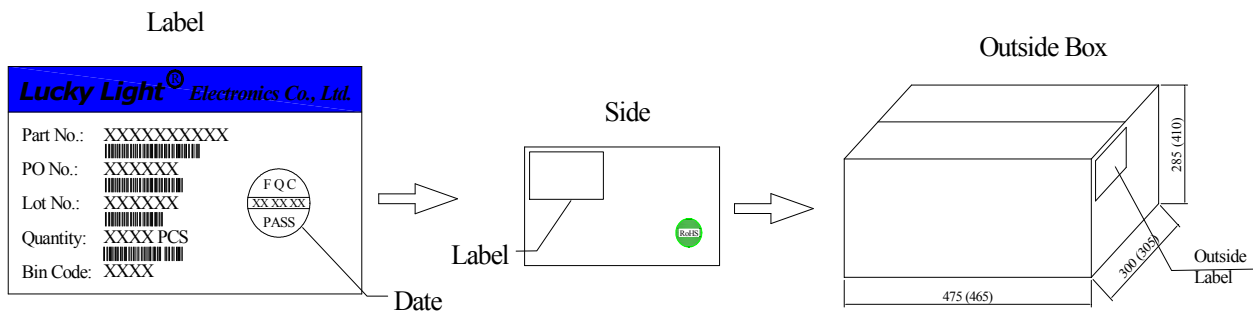 Label
Lucky Light® Electronics Co., Ltd.
Part No.: XXXXXXXXXX
PO No.: XXXXXX
Lot No.: XXXXXX
Quantity: XXXX PCS
Bin Code: XXXX
FQC
XX XX XX
PASS
Date
Side
RoHS
Label
Outside Box
285 (410)
300 (305)
475 (465)
Outside
Label